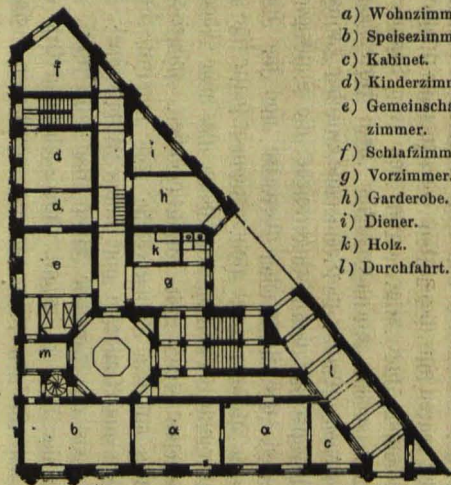 a) Wohnzimm
b) Speisezimm
c) Kabinet.
d) Kinderzimm
e) Gemeinscha
zimmer.
f) Schlafzimm
g) Vorzimmer.
h) Garderobe.
i) Diener.
k) Holz.
l) Durchfahrt.
f
d
i
d
h
e
k
g
m
l
b
a
a
c